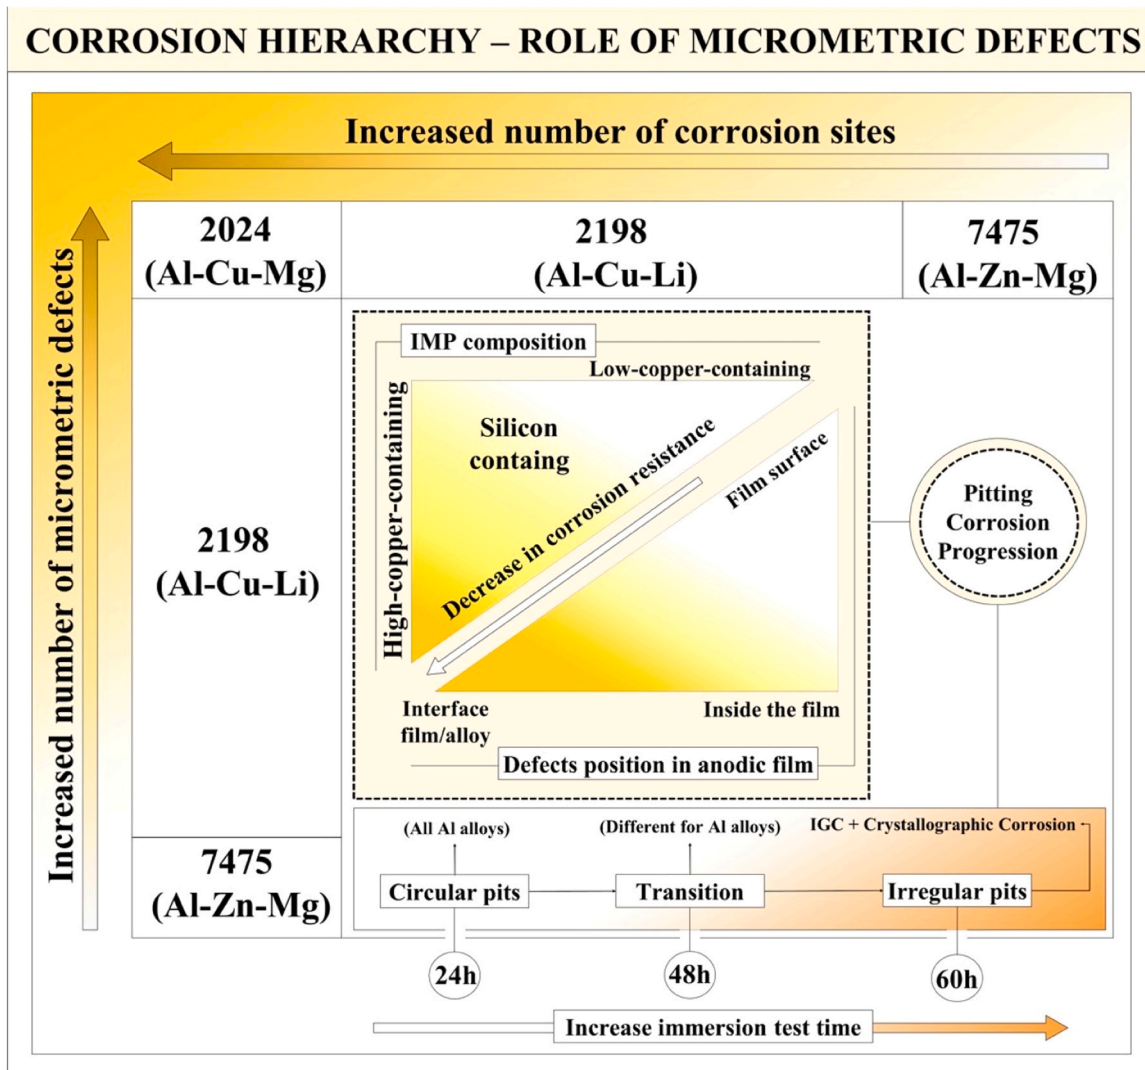 CORROSION HIERARCHY – ROLE OF MICROMETRIC DEFECTS
Increased number of corrosion sites
Increased number of micrometric defects
2024
(Al-Cu-Mg)
2198
(Al-Cu-Li)
7475
(Al-Zn-Mg)
2198
(Al-Cu-Li)
7475
(Al-Zn-Mg)
IMP composition
Low-copper-containing
High-copper-containing
Silicon
containg
Decrease in corrosion resistance
Film surface
Interface
film/alloy
Inside the film
Defects position in anodic film
Pitting
Corrosion
Progression
(All Al alloys)
(Different for Al alloys)
IGC + Crystallographic Corrosion
Circular pits
Transition
Irregular pits
24h
48h
60h
Increase immersion test time